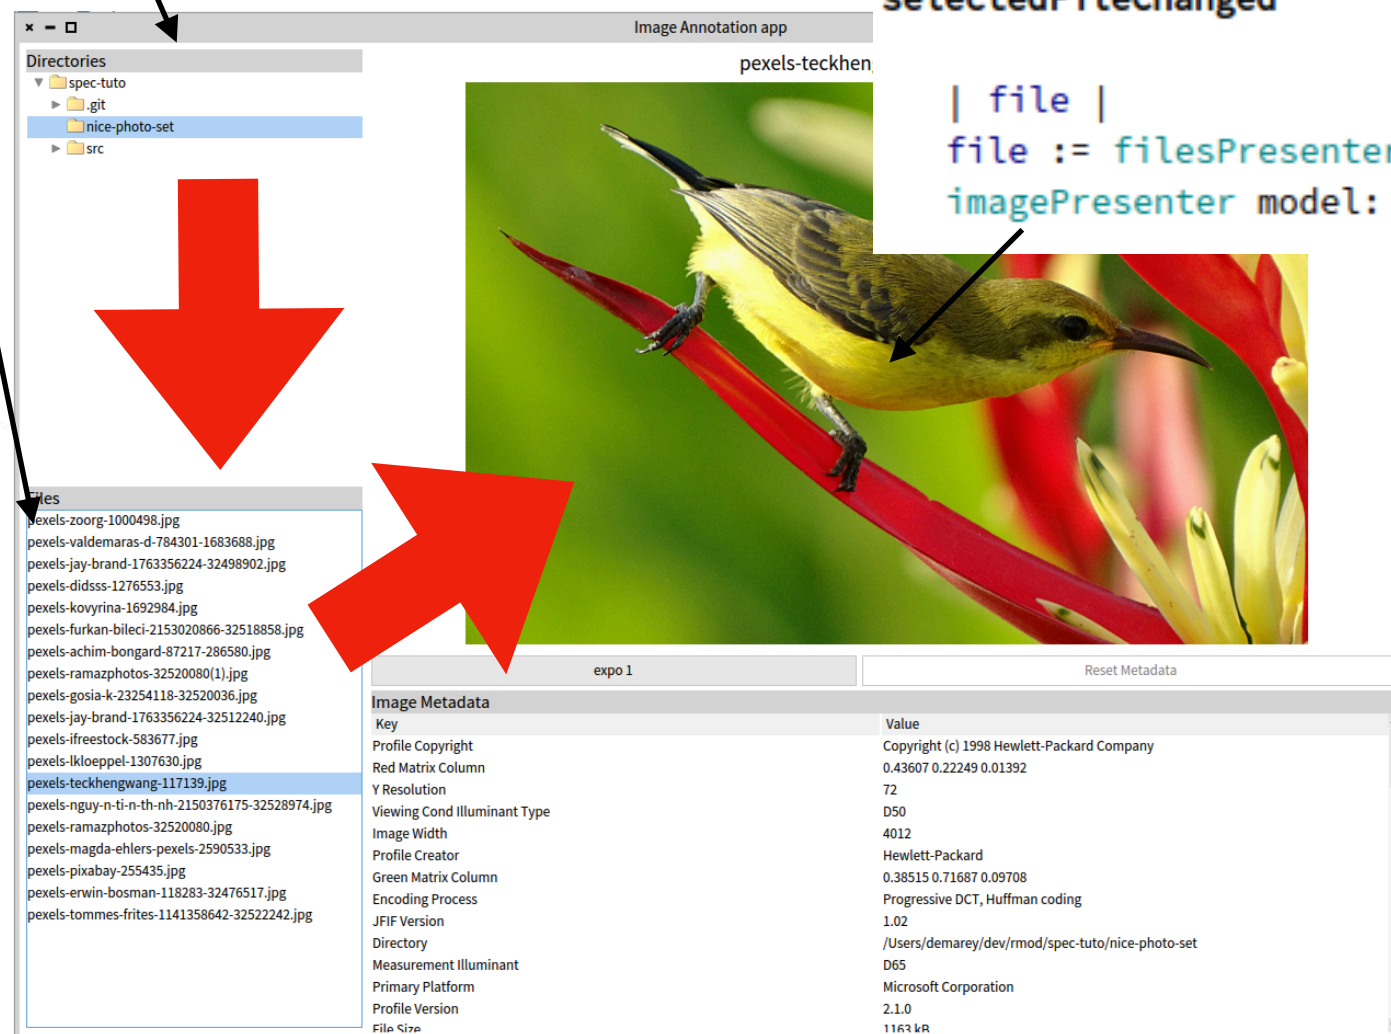 Image Annotation app
selectedFileChanged
Directories
spec-tuto
.git
nice-photo-set
src
pexels-teckheng
| file |
file := filesPresenter
imagePresenter model:
Files
pexels-zoorg-1000498.jpg
pexels-valdemaras-d-784301-1683688.jpg
pexels-jay-brand-1763356224-32498902.jpg
pexels-didsss-1276553.jpg
pexels-kovyrina-1692984.jpg
pexels-furkan-bileci-2153020866-32518858.jpg
pexels-achim-bongard-87217-286580.jpg
pexels-ramazphotos-32520080(1).jpg
pexels-gosia-k-23254118-32520036.jpg
pexels-jay-brand-1763356224-32512240.jpg
pexels-ifreestock-583677.jpg
pexels-lkloeppel-1307630.jpg
pexels-teckhengwang-117139.jpg
pexels-nguy-n-ti-n-th-nh-2150376175-32528974.jpg
pexels-ramazphotos-32520080.jpg
pexels-magda-ehlers-pexels-2590533.jpg
pexels-pixabay-255435.jpg
pexels-erwin-bosman-118283-32476517.jpg
pexels-tommes-frites-1141358642-32522242.jpg
expo 1 Reset Metadata
Image Metadata
Key Value
Profile Copyright Copyright (c) 1998 Hewlett-Packard Company
Red Matrix Column 0.43607 0.22249 0.01392
Y Resolution 72
Viewing Cond Illuminant Type D50
Image Width 4012
Profile Creator Hewlett-Packard
Green Matrix Column 0.38515 0.71687 0.09708
Encoding Process Progressive DCT, Huffman coding
JFIF Version 1.02
Directory /Users/demarey/dev/rmod/spec-tuto/nice-photo-set
Measurement Illuminant D65
Primary Platform Microsoft Corporation
Profile Version 2.1.0
File Size 1163 kB